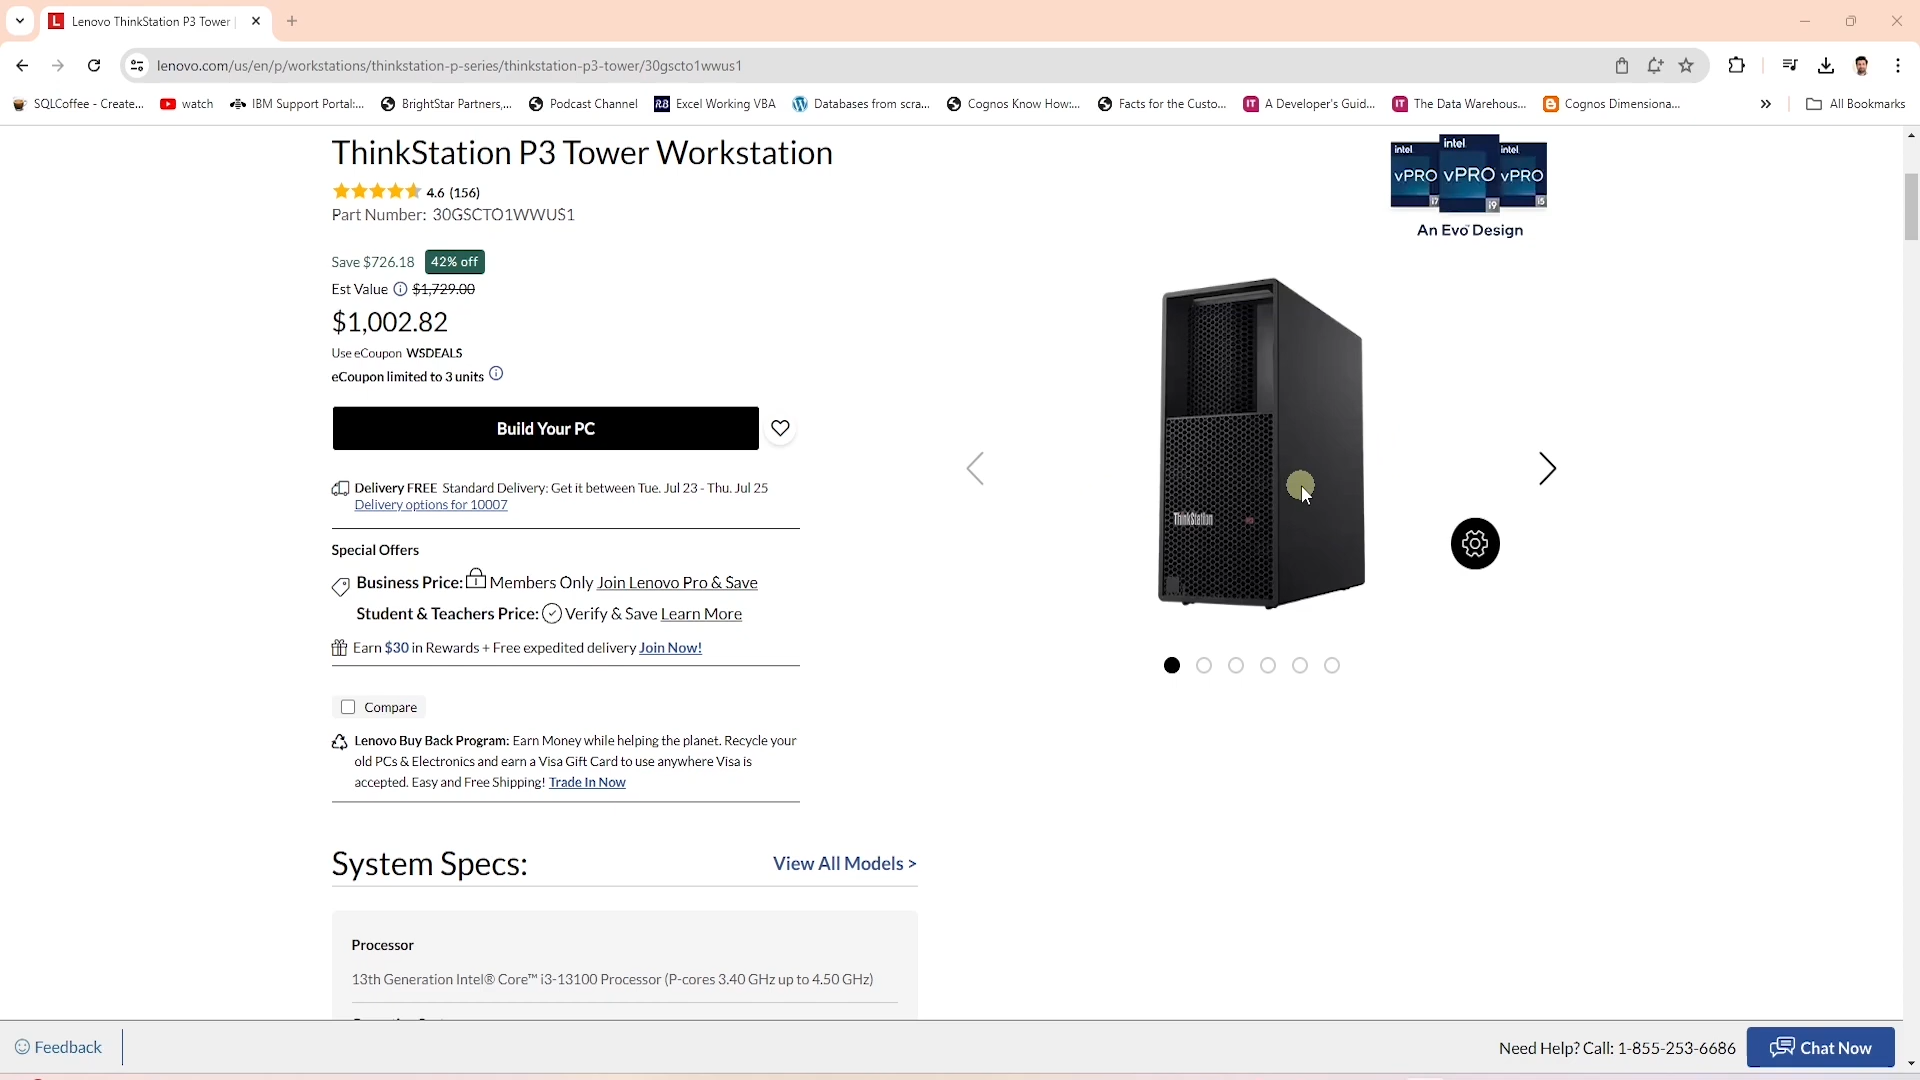 Lenovo ThinkStation P3 Tower
lenovo.com/us/en/p/workstations/thinkstation-p-series/thinkstation-p3-tower/30gscto1wwus1
SQLCoffee - Create...
watch
IBM Support Portal:...
BrightStar Partners,...
Podcast Channel
Excel Working VBA
Databases from scra...
Cognos Know How:...
Facts for the Custo...
A Developer's Guid...
The Data Warehous...
Cognos Dimensiona...
All Bookmarks
ThinkStation P3 Tower Workstation
4.6 (156)
Part Number: 30GSCTO1WWUS1
Save $726.18 42% off
Est Value $1,729.00
$1,002.82
Use eCoupon WSDEALS
eCoupon limited to 3 units
Build Your PC
Delivery FREE Standard Delivery: Get it between Tue. Jul 23 - Thu. Jul 25
Delivery options for 10007
Special Offers
Business Price: Members Only Join Lenovo Pro & Save
Student & Teachers Price: Verify & Save Learn More
Earn $30 in Rewards + Free expedited delivery Join Now!
Compare
Lenovo Buy Back Program: Earn Money while helping the planet. Recycle your
old PCs & Electronics and earn a Visa Gift Card to use anywhere Visa is
accepted. Easy and Free Shipping! Trade In Now
System Specs:
View All Models >
Processor
13th Generation Intel® Core™ i3-13100 Processor (P-cores 3.40 GHz up to 4.50 GHz)
intel intel intel
vPRO vPRO vPRO
i7 i9 i5
An Evo Design
ThinkStation
Feedback
Need Help? Call: 1-855-253-6686
Chat Now